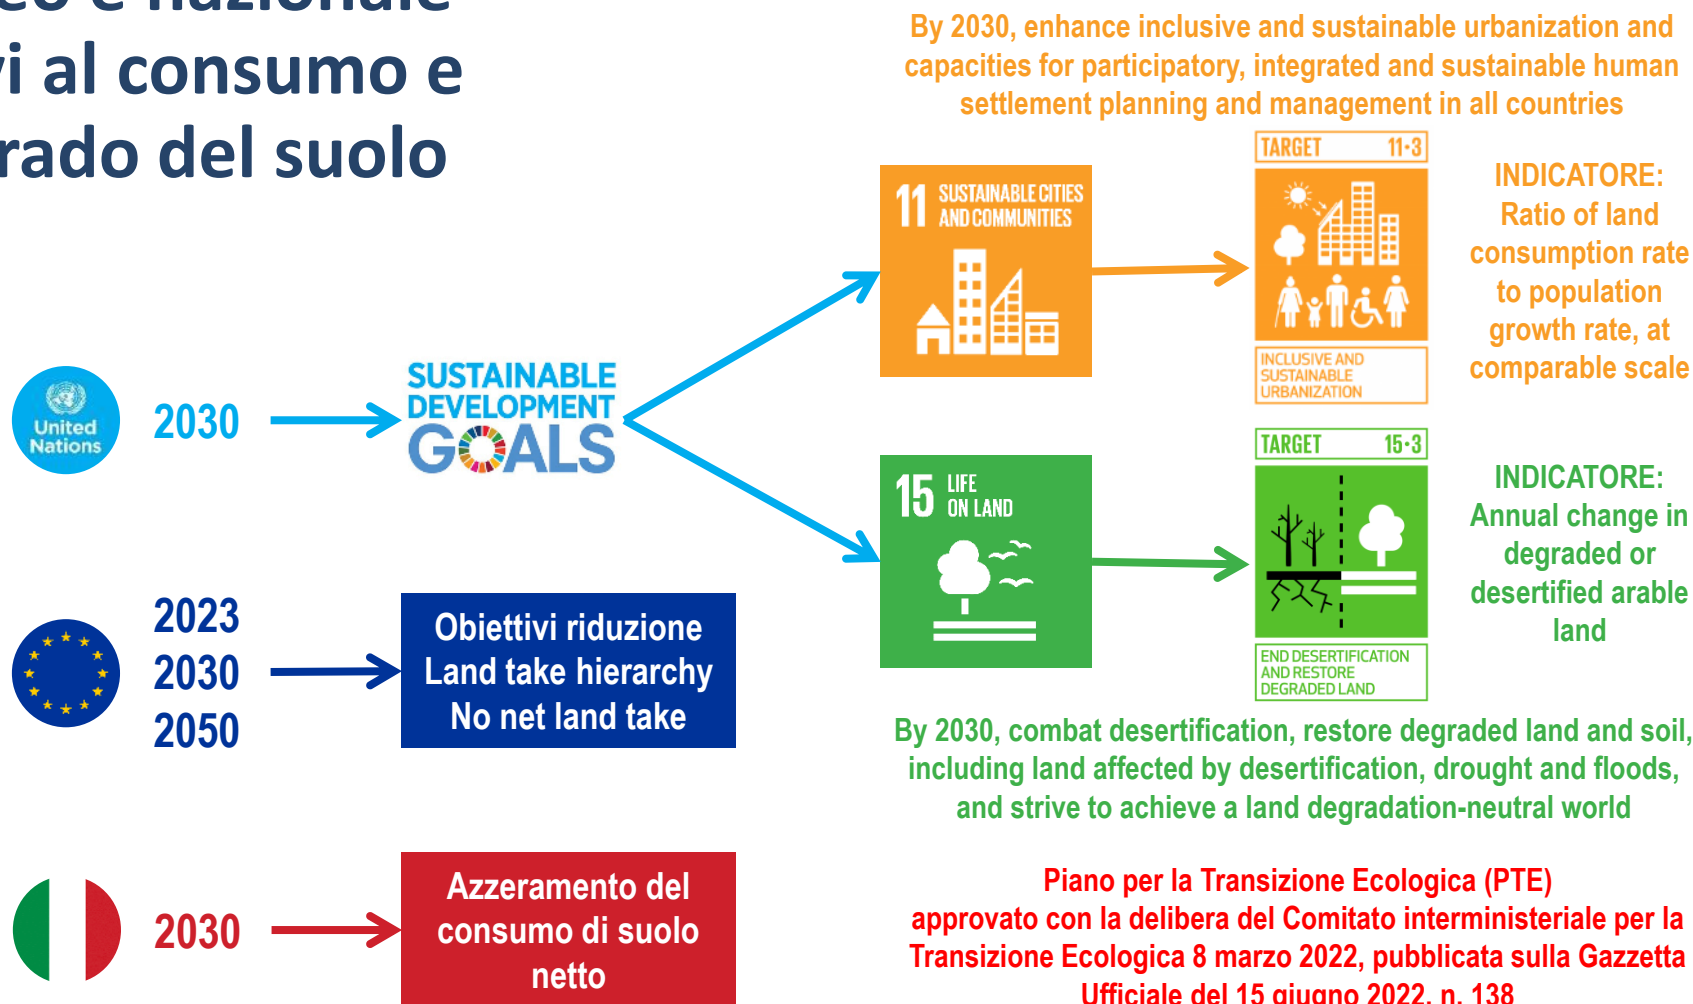 eo e nazionale
vi al consumo e
rado del suolo
By 2030, enhance inclusive and sustainable urbanization and
capacities for participatory, integrated and sustainable human
settlement planning and management in all countries
11 SUSTAINABLE CITIES
AND COMMUNITIES
TARGET 11·3
INCLUSIVE AND
SUSTAINABLE
URBANIZATION
INDICATORE:
Ratio of land
consumption rate
to population
growth rate, at
comparable scale
United
Nations
2030
SUSTAINABLE
DEVELOPMENT
GOALS
15 LIFE
ON LAND
TARGET 15·3
END DESERTIFICATION
AND RESTORE
DEGRADED LAND
INDICATORE:
Annual change in
degraded or
desertified arable
land
2023
2030
2050
Obiettivi riduzione
Land take hierarchy
No net land take
By 2030, combat desertification, restore degraded land and soil,
including land affected by desertification, drought and floods,
and strive to achieve a land degradation-neutral world
2030
Azzeramento del
consumo di suolo
netto
Piano per la Transizione Ecologica (PTE)
approvato con la delibera del Comitato interministeriale per la
Transizione Ecologica 8 marzo 2022, pubblicata sulla Gazzetta
Ufficiale del 15 giugno 2022, n. 138